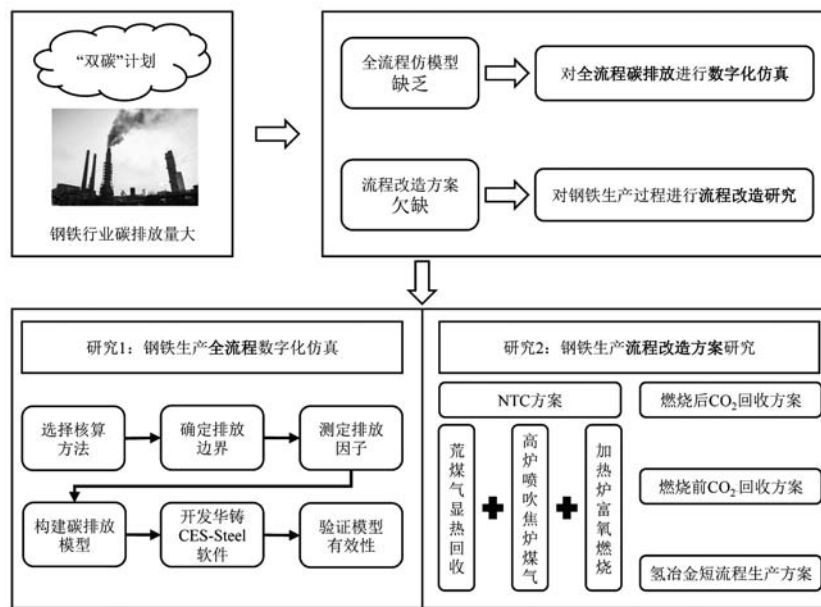 “双碳”计划
钢铁行业碳排放量大
全流程仿模型
缺乏
对全流程碳排放进行数字化仿真
流程改造方案
欠缺
对钢铁生产过程进行流程改造研究
研究1：钢铁生产全流程数字化仿真
选择核算
方法
确定排放
边界
测定排放
因子
构建碳排放
模型
开发华铸
CES-Steel
软件
验证模型
有效性
研究2：钢铁生产流程改造方案研究
NTC方案
荒煤气显热回收
高炉喷吹焦炉煤气
加热炉富氧燃烧
燃烧后CO₂回收方案
燃烧前CO₂回收方案
氢冶金短流程生产方案